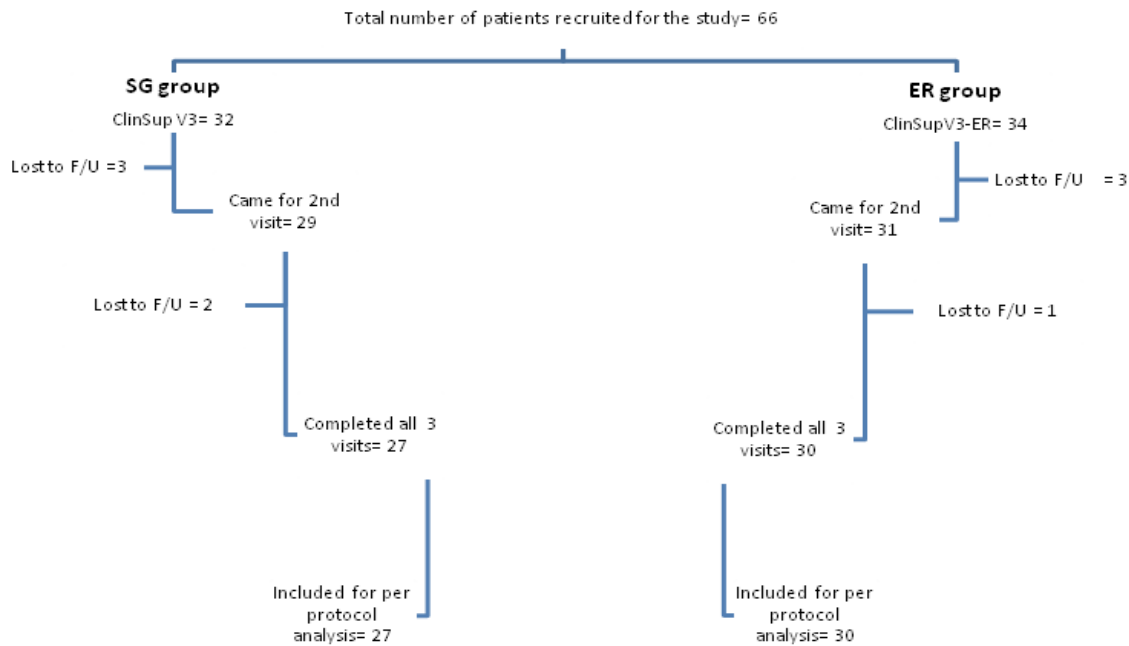 Total number of patients recruited for the study= 66
SG group
ClinSup V3= 32
Lost to F/U =3
Came for 2nd
visit= 29
Lost to F/U = 2
Completed all 3
visits= 27
Included for per
protocol
analysis= 27
ER group
ClinSupV3-ER= 34
Lost to F/U = 3
Came for 2nd
visit= 31
Lost to F/U = 1
Completed all 3
visits= 30
Included for per
protocol
analysis= 30